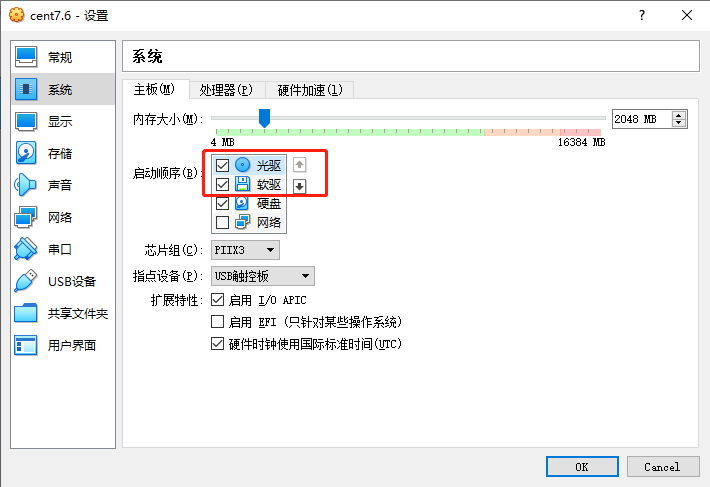 cent7.6 - 设置
常规
系统
显示
存储
声音
网络
串口
USB设备
共享文件夹
用户界面
系统
主板(M) 处理器(P) 硬件加速(l)
内存大小(M): 2048 MB
4 MB 16384 MB
启动顺序(B): 光驱
软驱
硬盘
网络
芯片组(C): PIIX3
指点设备(P): USB触控板
扩展特性: 启用 I/O APIC
启用 EFI (只针对某些操作系统)
硬件时钟使用国际标准时间(UTC)
OK Cancel